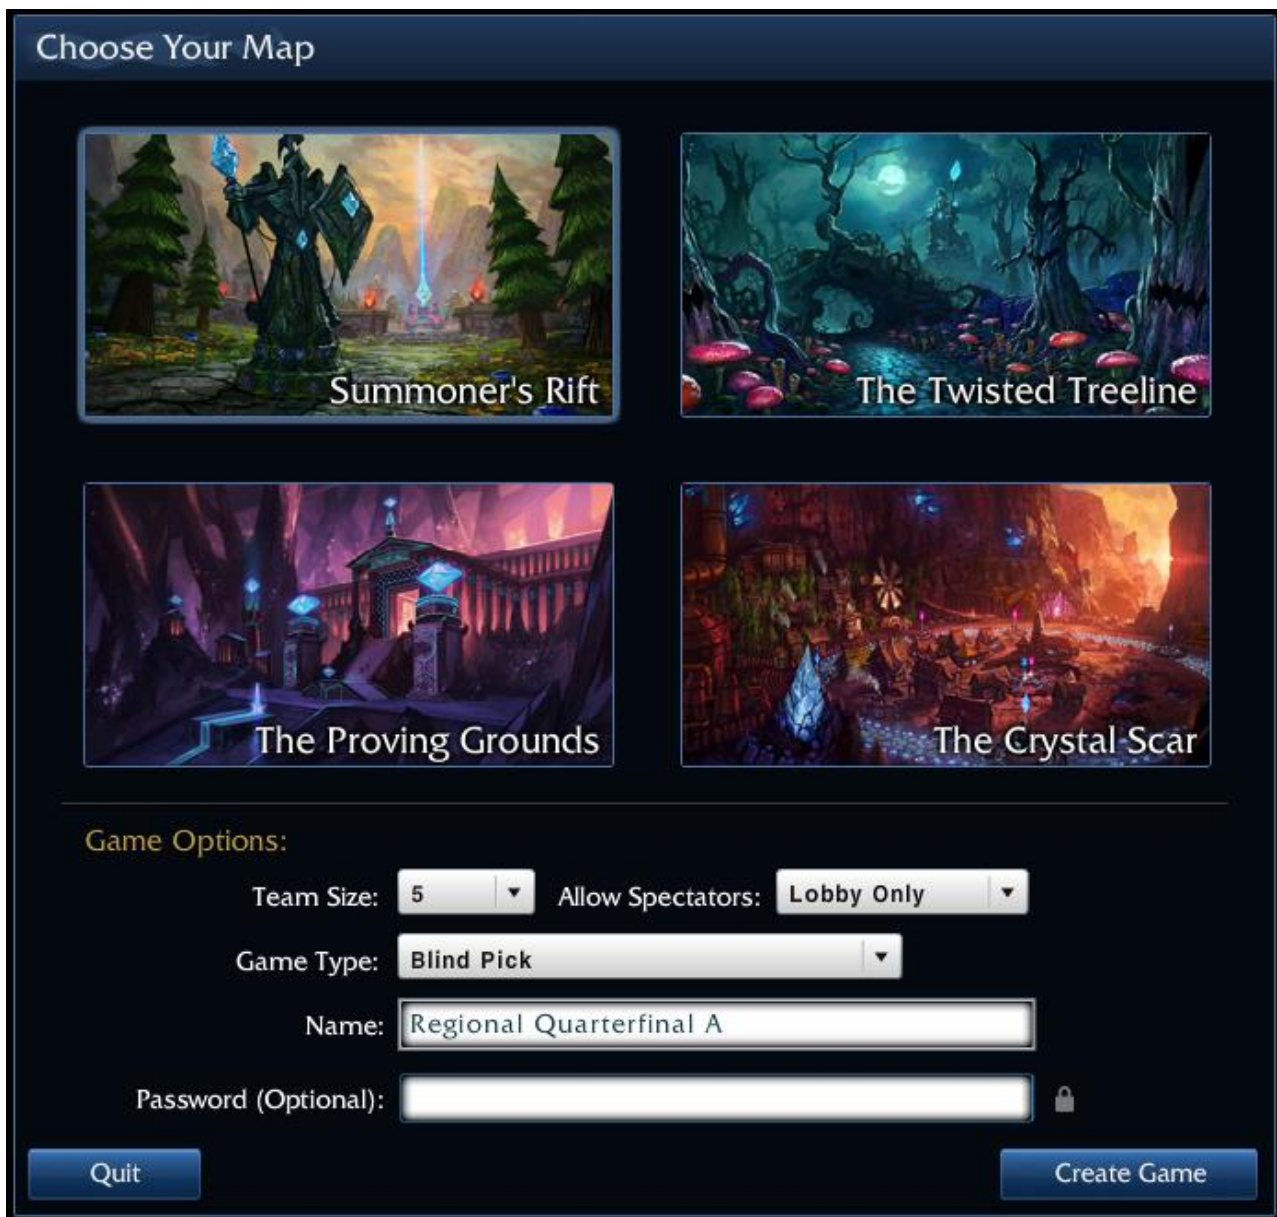 Choose Your Map
Summoner's Rift
The Twisted Treeline
The Proving Grounds
The Crystal Scar
Game Options:
Team Size: 5 Allow Spectators: Lobby Only
Game Type: Blind Pick
Name: Regional Quarterfinal A
Password (Optional):
Quit Create Game